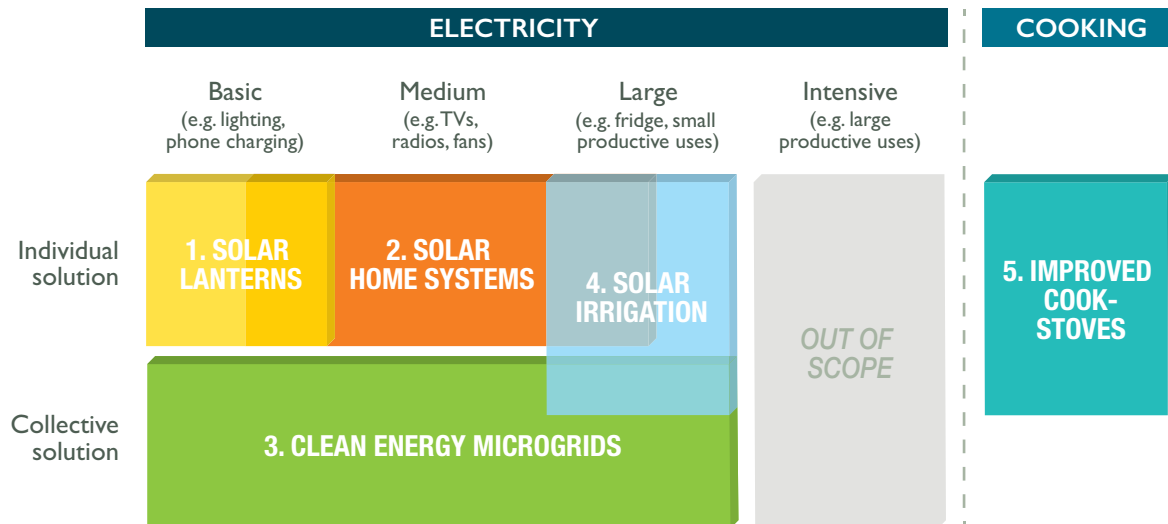 ELECTRICITY
COOKING
Basic
(e.g. lighting,
phone charging)
Medium
(e.g. TVs,
radios, fans)
Large
(e.g. fridge, small
productive uses)
Intensive
(e.g. large
productive uses)
Individual
solution
1. SOLAR
LANTERNS
2. SOLAR
HOME SYSTEMS
4. SOLAR
IRRIGATION
OUT OF
SCOPE
5. IMPROVED
COOK-
STOVES
Collective
solution
3. CLEAN ENERGY MICROGRIDS